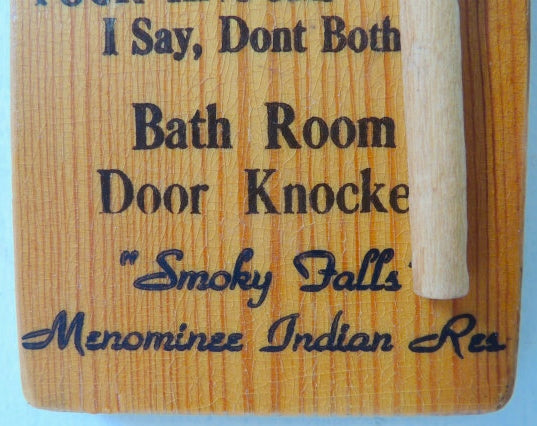 I Say, Dont Both
Bath Room
Door Knocke
"Smoky Falls"
Menominee Indian Res